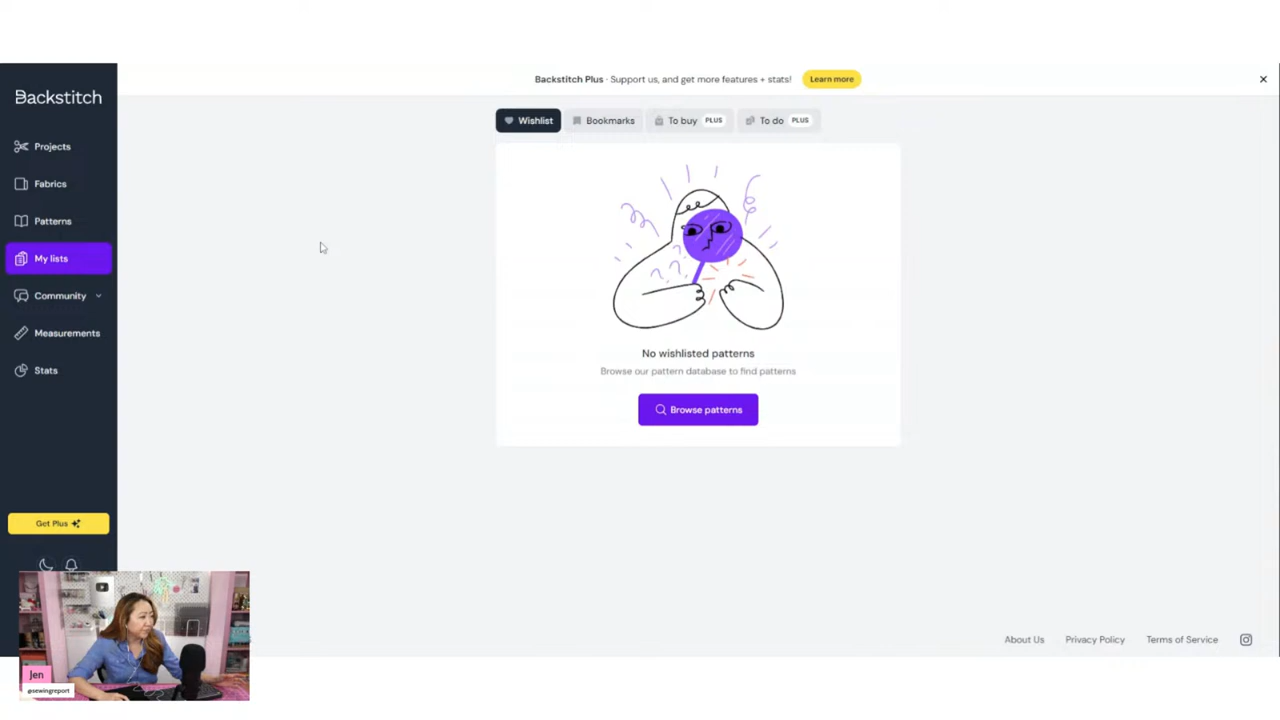 Backstitch
Backstitch Plus · Support us, and get more features + stats!
Learn more
Projects
Fabrics
Patterns
My lists
Community
Measurements
Stats
Get Plus
Wishlist
Bookmarks
To buy PLUS
To do PLUS
No wishlisted patterns
Browse our pattern database to find patterns
Browse patterns
About Us
Privacy Policy
Terms of Service
Jen
@sewingreport